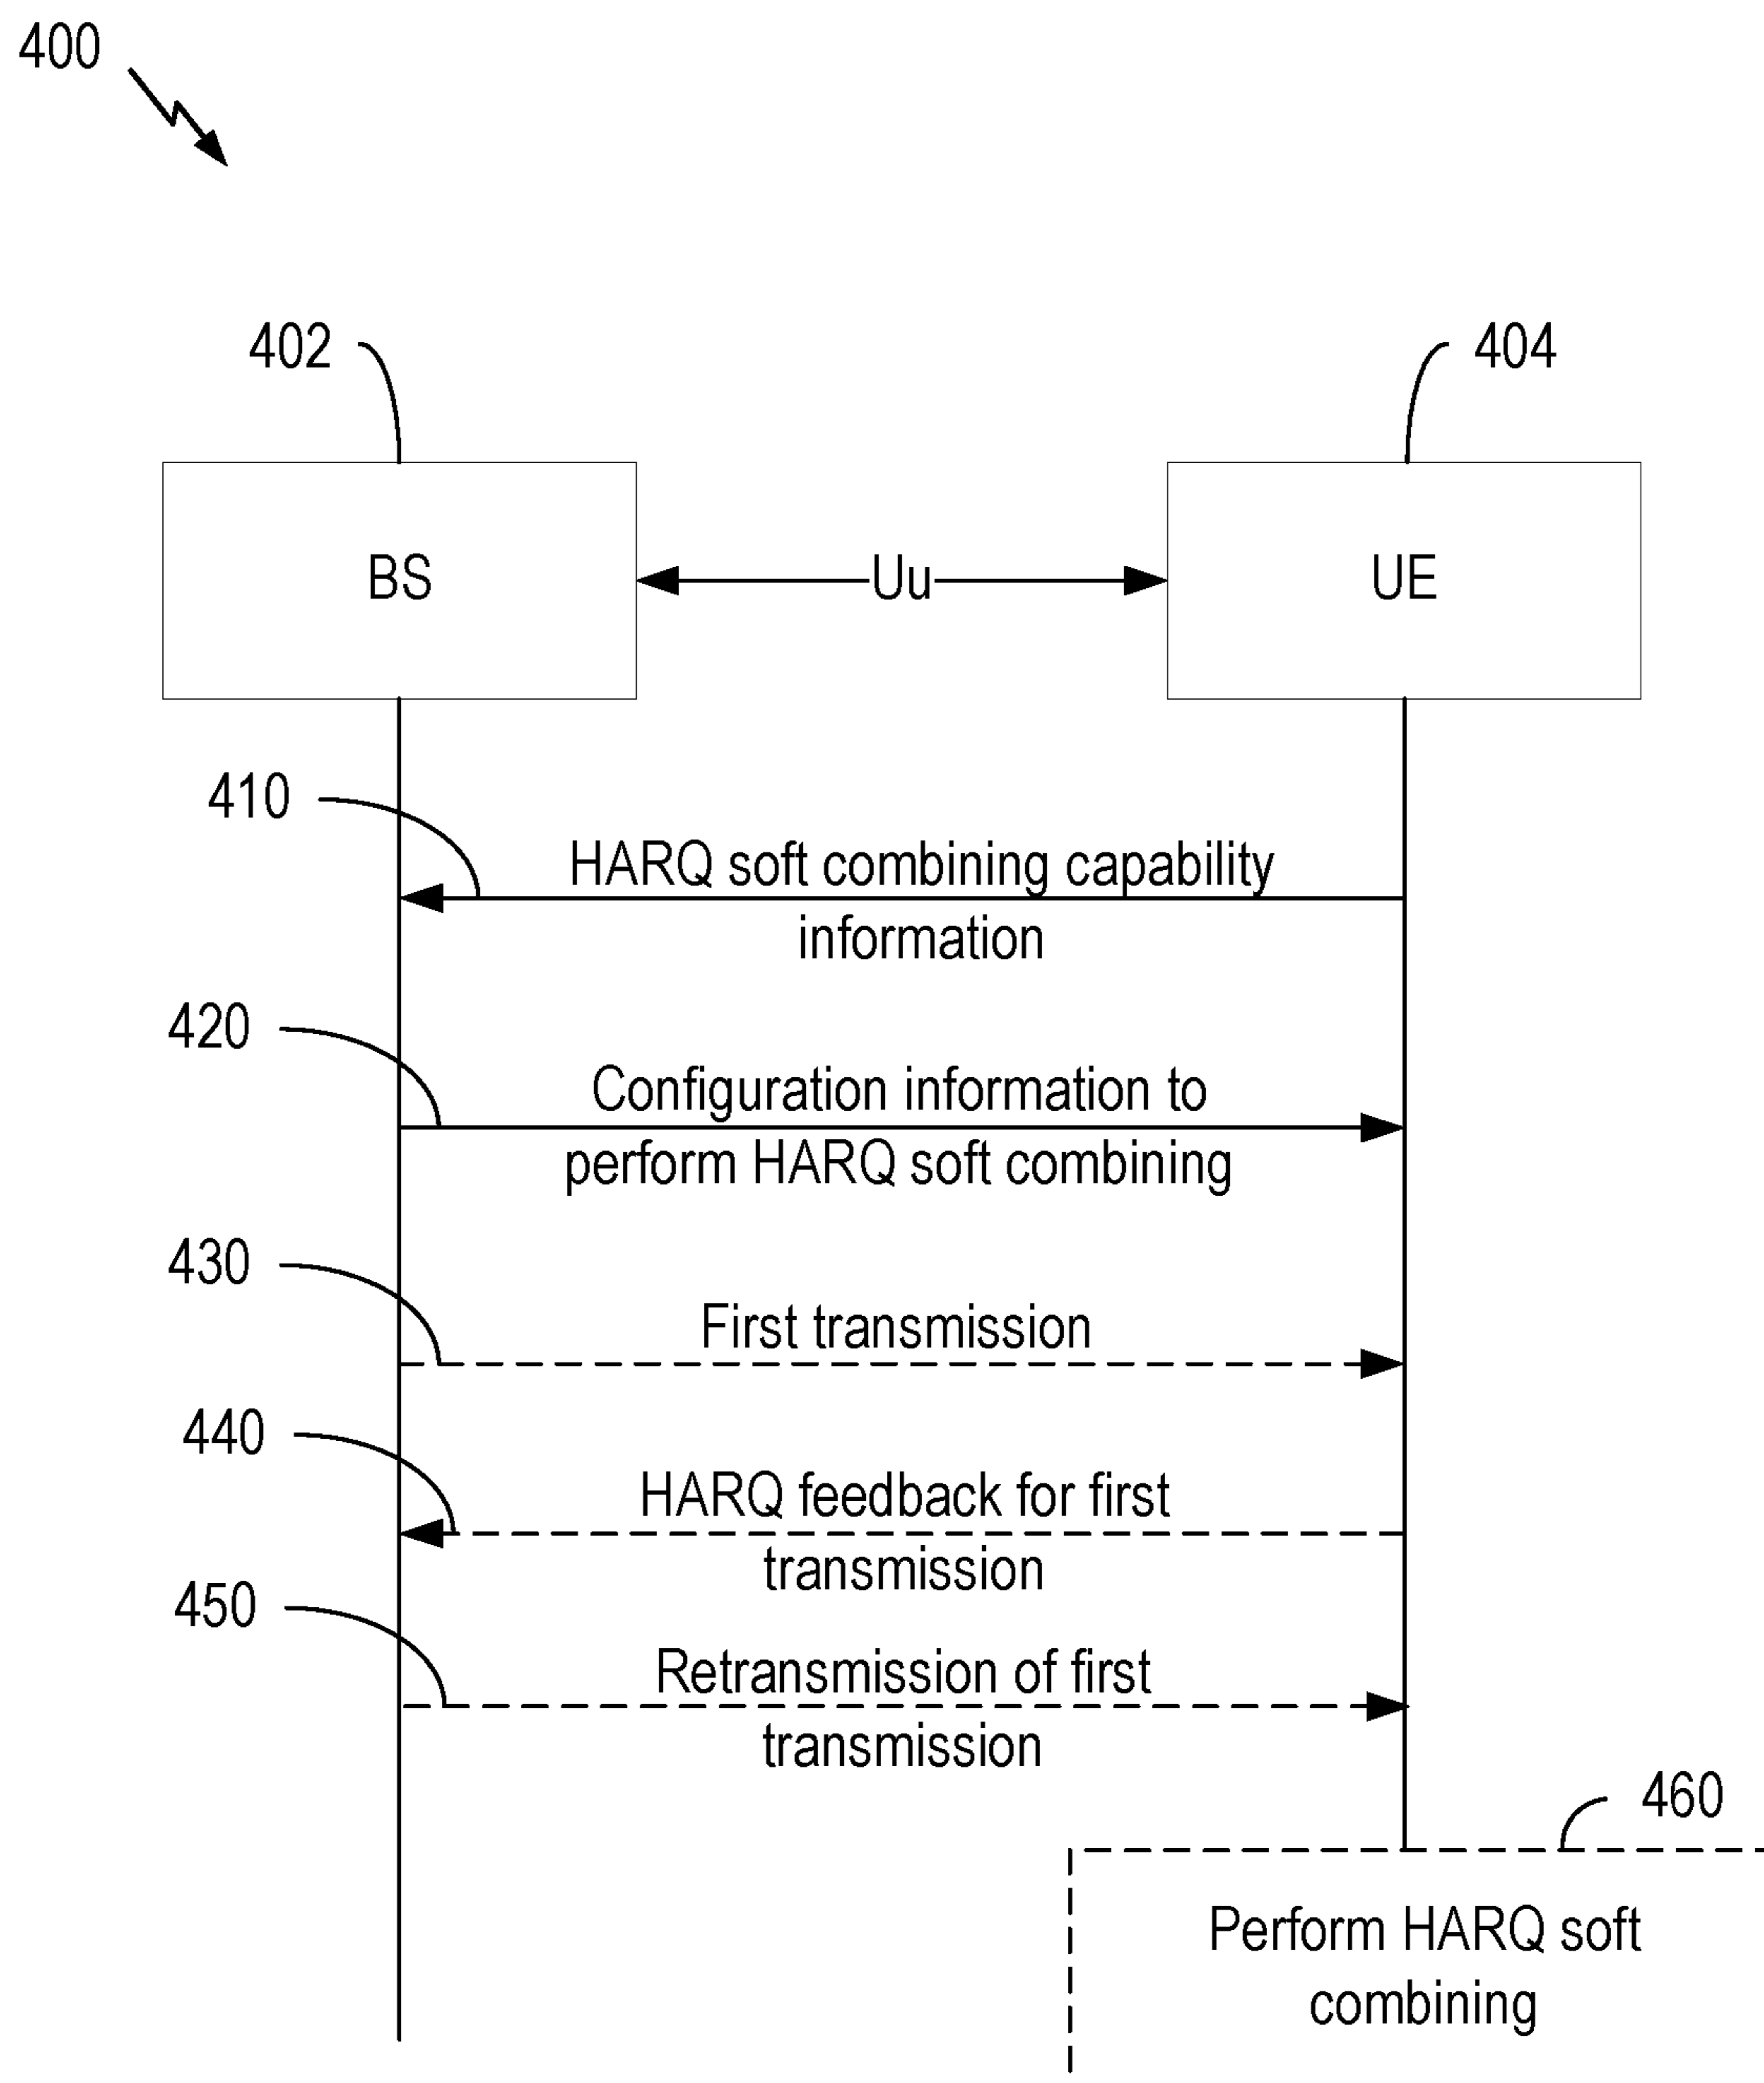 400
402
404
BS
Uu
UE
410
HARQ soft combining capability
information
420
Configuration information to
perform HARQ soft combining
430
First transmission
440
HARQ feedback for first
transmission
450
Retransmission of first
transmission
460
Perform HARQ soft
combining